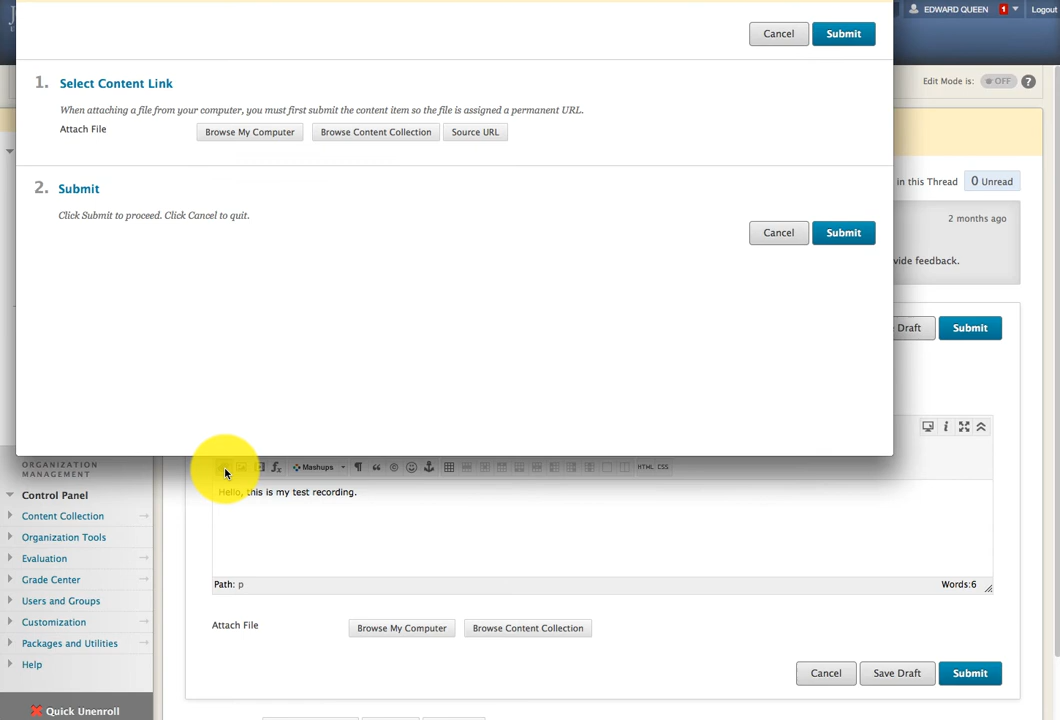 EDWARD QUEEN 1 Logout
Cancel Submit
1. Select Content Link
Edit Mode is: OFF ?
When attaching a file from your computer, you must first submit the content item so the file is assigned a permanent URL.
Attach File Browse My Computer Browse Content Collection Source URL
in this Thread 0 Unread
2. Submit
Click Submit to proceed. Click Cancel to quit.
2 months ago
Cancel Submit
vide feedback.
Draft Submit
ORGANIZATION
MANAGEMENT
Mashups HTML CSS
Control Panel
Hello, this is my test recording.
Content Collection
Organization Tools
Evaluation
Grade Center
Path: p Words:6
Users and Groups
Customization
Attach File Browse My Computer Browse Content Collection
Packages and Utilities
Help
Cancel Save Draft Submit
Quick Unenroll